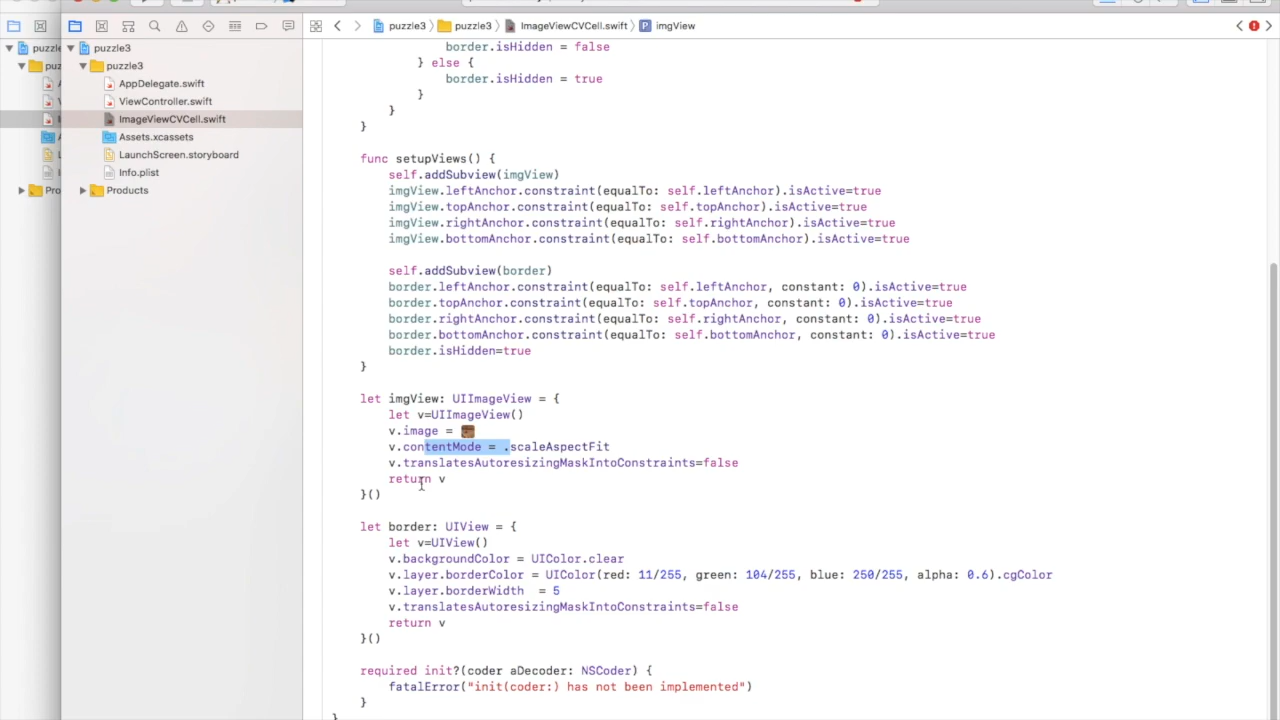 puzzle3 puzzle3 ImageViewCVCell.swift imgView
puzzle3
puzzle3
AppDelegate.swift
ViewController.swift
ImageViewCVCell.swift
Assets.xcassets
LaunchScreen.storyboard
Info.plist
Products
border.isHidden = false
} else {
border.isHidden = true
}
}
}
func setupViews() {
self.addSubview(imgView)
imgView.leftAnchor.constraint(equalTo: self.leftAnchor).isActive=true
imgView.topAnchor.constraint(equalTo: self.topAnchor).isActive=true
imgView.rightAnchor.constraint(equalTo: self.rightAnchor).isActive=true
imgView.bottomAnchor.constraint(equalTo: self.bottomAnchor).isActive=true
self.addSubview(border)
border.leftAnchor.constraint(equalTo: self.leftAnchor, constant: 0).isActive=true
border.topAnchor.constraint(equalTo: self.topAnchor, constant: 0).isActive=true
border.rightAnchor.constraint(equalTo: self.rightAnchor, constant: 0).isActive=true
border.bottomAnchor.constraint(equalTo: self.bottomAnchor, constant: 0).isActive=true
border.isHidden=true
}
let imgView: UIImageView = {
let v=UIImageView()
v.image =
v.contentMode = .scaleAspectFit
v.translatesAutoresizingMaskIntoConstraints=false
return v
}()
let border: UIView = {
let v=UIView()
v.backgroundColor = UIColor.clear
v.layer.borderColor = UIColor(red: 11/255, green: 104/255, blue: 250/255, alpha: 0.6).cgColor
v.layer.borderWidth  = 5
v.translatesAutoresizingMaskIntoConstraints=false
return v
}()
required init?(coder aDecoder: NSCoder) {
fatalError("init(coder:) has not been implemented")
}
}